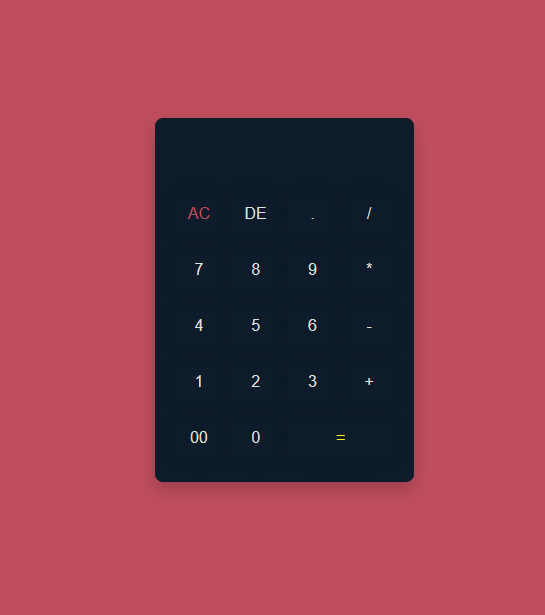 AC DE . /
7 8 9 *
4 5 6 -
1 2 3 +
00 0 =